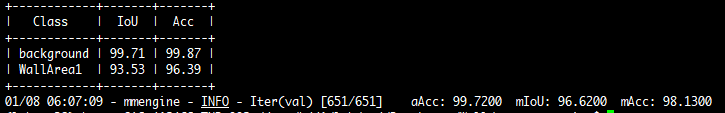 +------------+-------+-------+
| Class | IoU | Acc |
+------------+-------+-------+
| background | 99.71 | 99.87 |
| WallArea1 | 93.53 | 96.39 |
+------------+-------+-------+
01/08 06:07:09 - mmengine - INFO - Iter(val) [651/651] aAcc: 99.7200 mIoU: 96.6200 mAcc: 98.1300